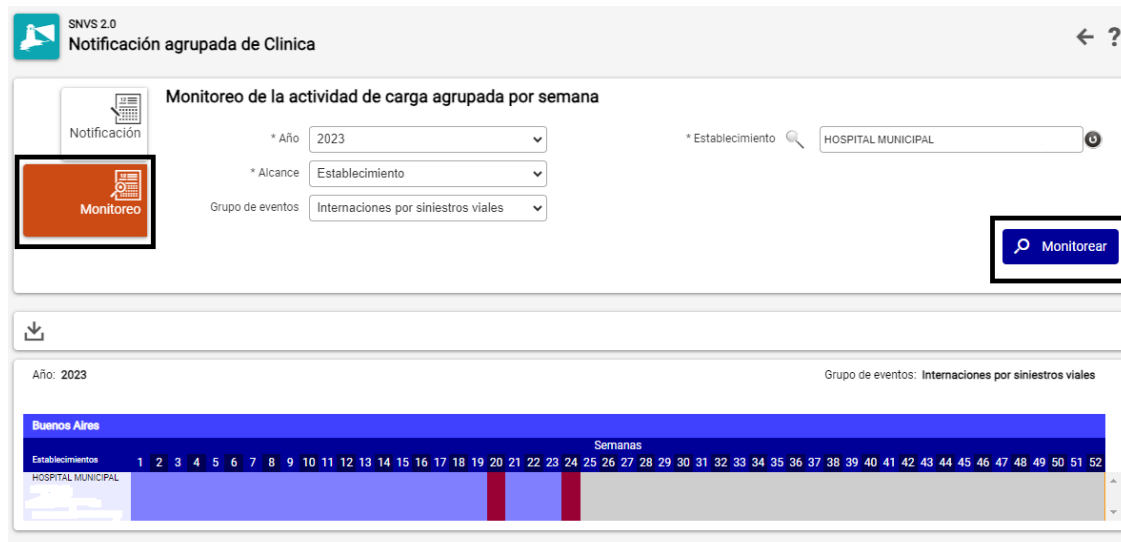 SNVS 2.0
Notificación agrupada de Clinica
?
Monitoreo de la actividad de carga agrupada por semana
Notificación
* Año 2023
* Establecimiento HOSPITAL MUNICIPAL
* Alcance Establecimiento
Monitoreo
Grupo de eventos Internaciones por siniestros viales
Monitorear
Año: 2023
Grupo de eventos: Internaciones por siniestros viales
Buenos Aires
Semanas
Establecimientos 1 2 3 4 5 6 7 8 9 10 11 12 13 14 15 16 17 18 19 20 21 22 23 24 25 26 27 28 29 30 31 32 33 34 35 36 37 38 39 40 41 42 43 44 45 46 47 48 49 50 51 52
HOSPITAL MUNICIPAL